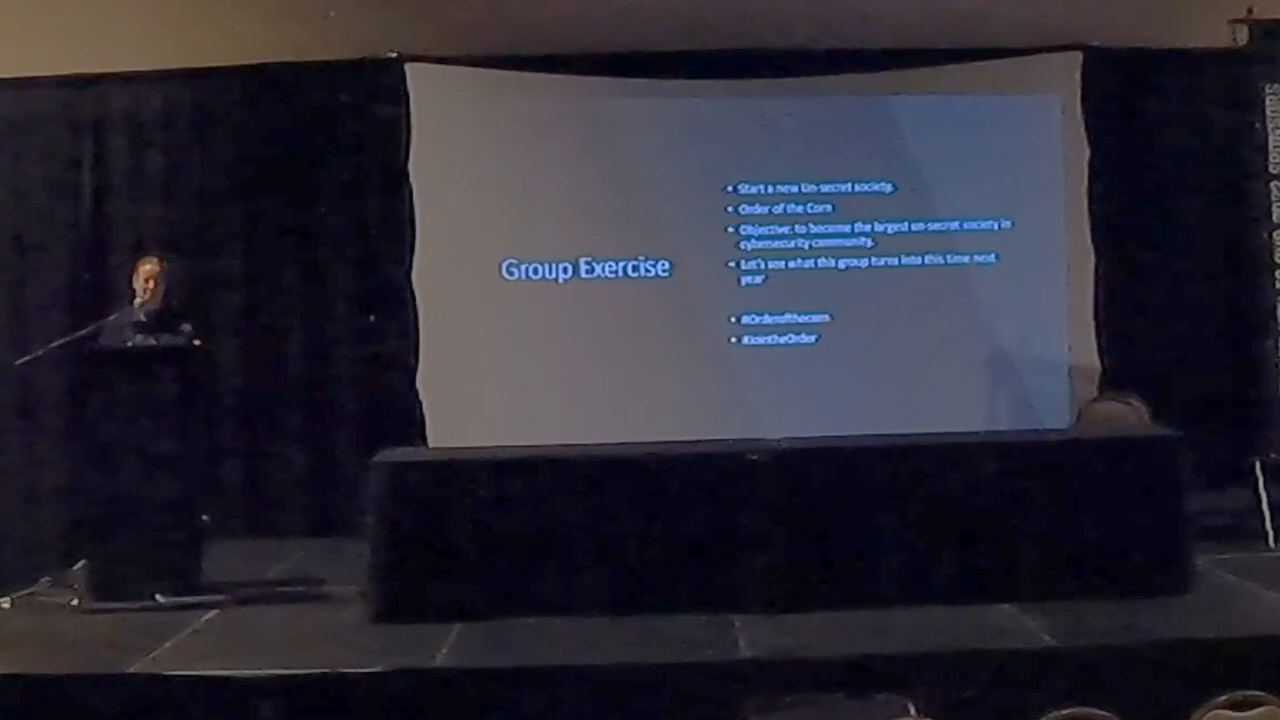 Group Exercise
• Start a new Un-secret society.
• Order of the Corn
• Objective: to become the largest un-secret society in
cybersecurity community.
• Let's see what this group turns into this time next
year
• #Orderofthecorn
• #JointheOrder